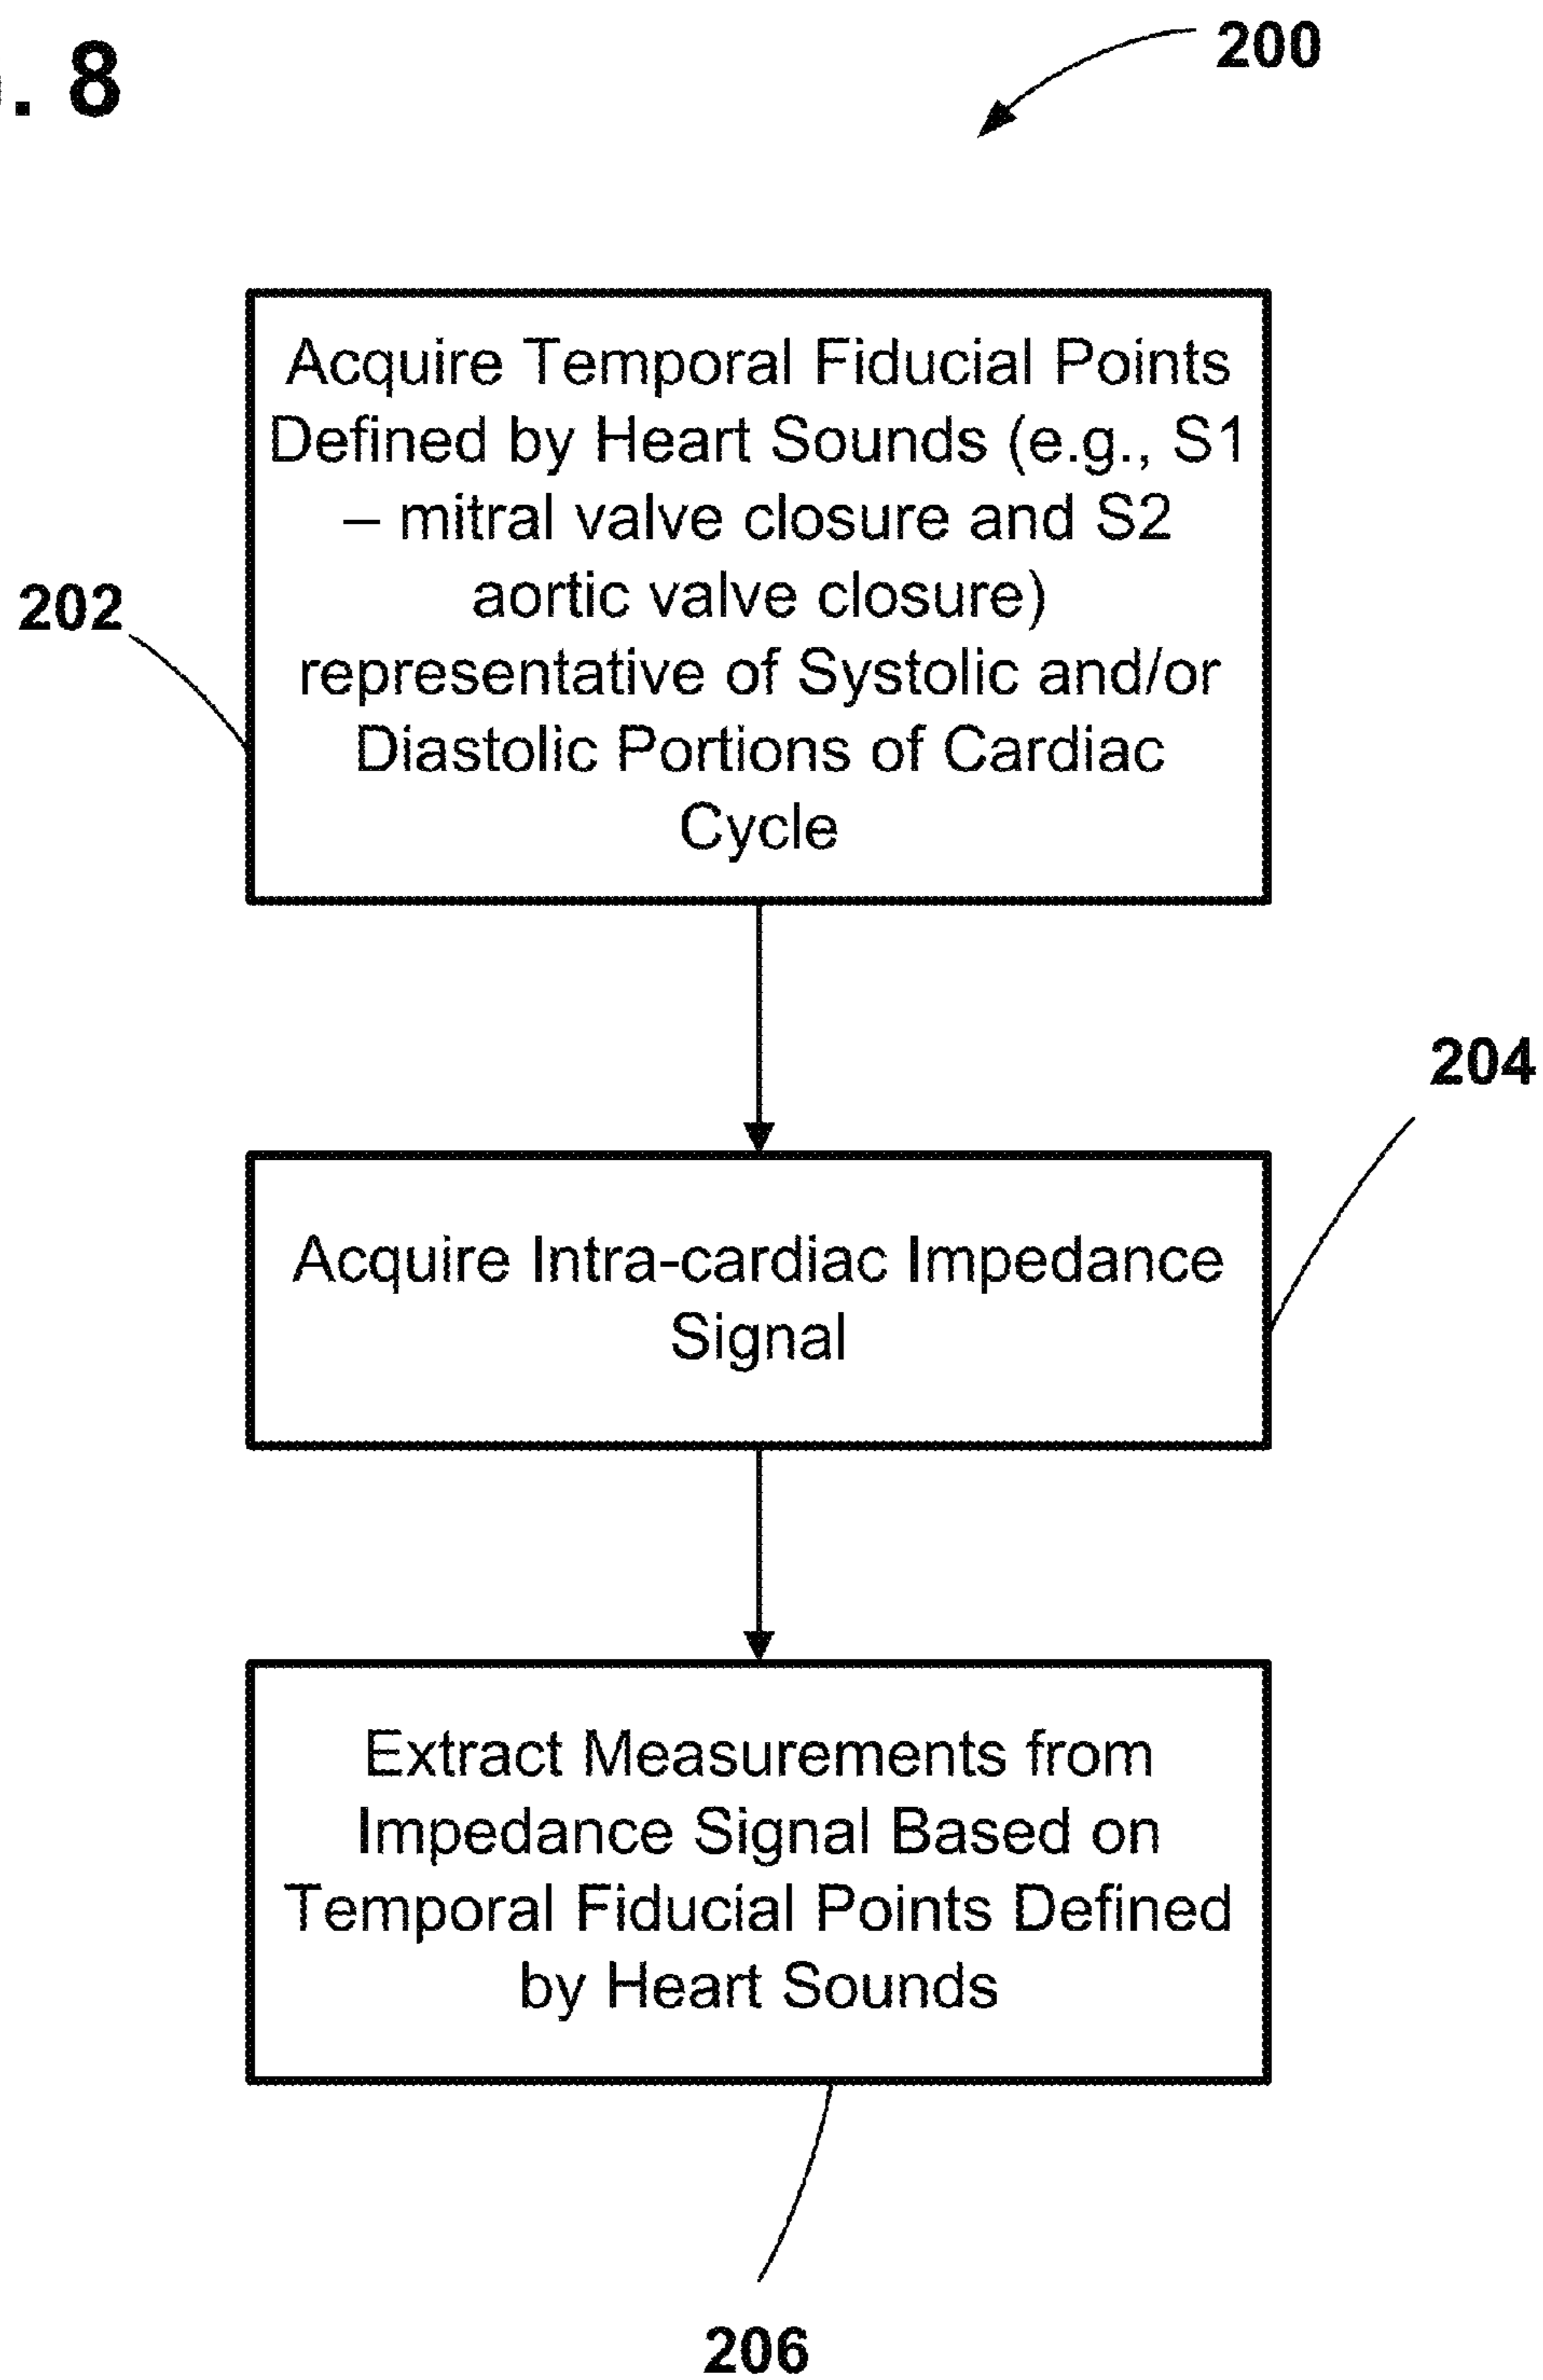 . 8
200
Acquire Temporal Fiducial Points
Defined by Heart Sounds (e.g., S1
– mitral valve closure and S2
aortic valve closure)
representative of Systolic and/or
Diastolic Portions of Cardiac
Cycle
202
204
Acquire Intra-cardiac Impedance
Signal
Extract Measurements from
Impedance Signal Based on
Temporal Fiducial Points Defined
by Heart Sounds
206